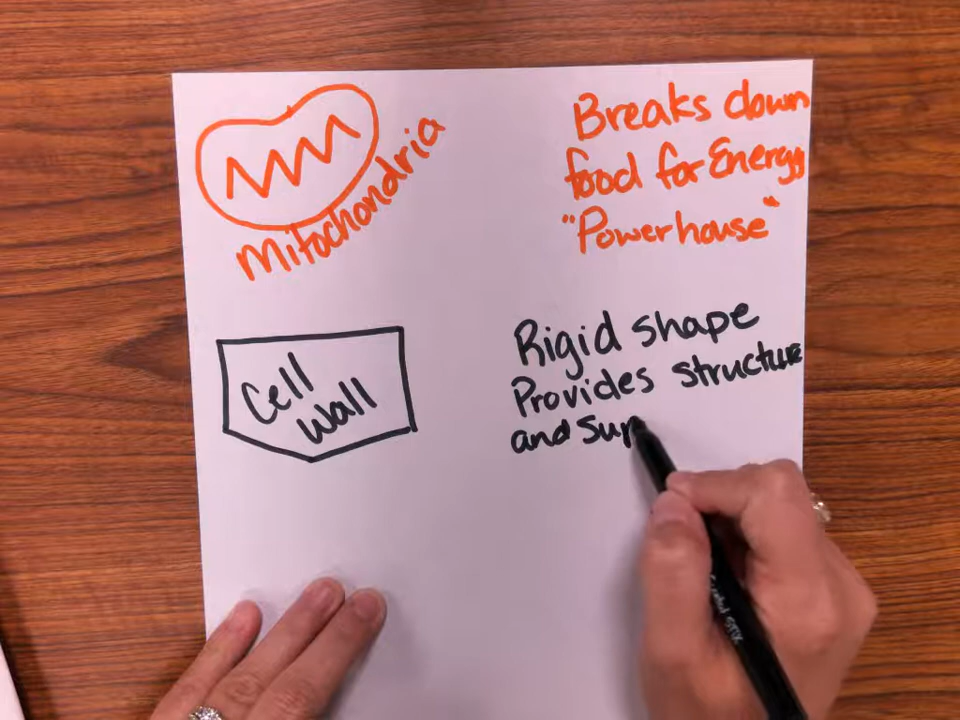 Mitochondria
Breaks down
food for Energy
"Powerhouse"
Cell
Wall
Rigid shape
Provides structure
and Sup